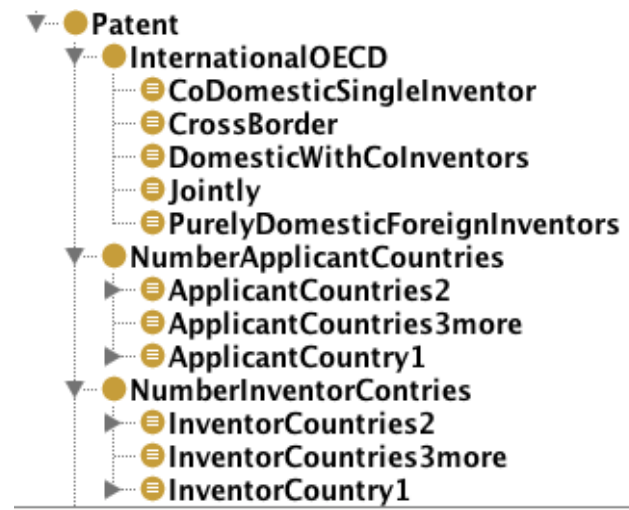 Patent
InternationalOECD
CoDomesticSingleInventor
CrossBorder
DomesticWithCoInventors
Jointly
PurelyDomesticForeignInventors
NumberApplicantCountries
ApplicantCountries2
ApplicantCountries3more
ApplicantCountry1
NumberInventorContries
InventorCountries2
InventorCountries3more
InventorCountry1